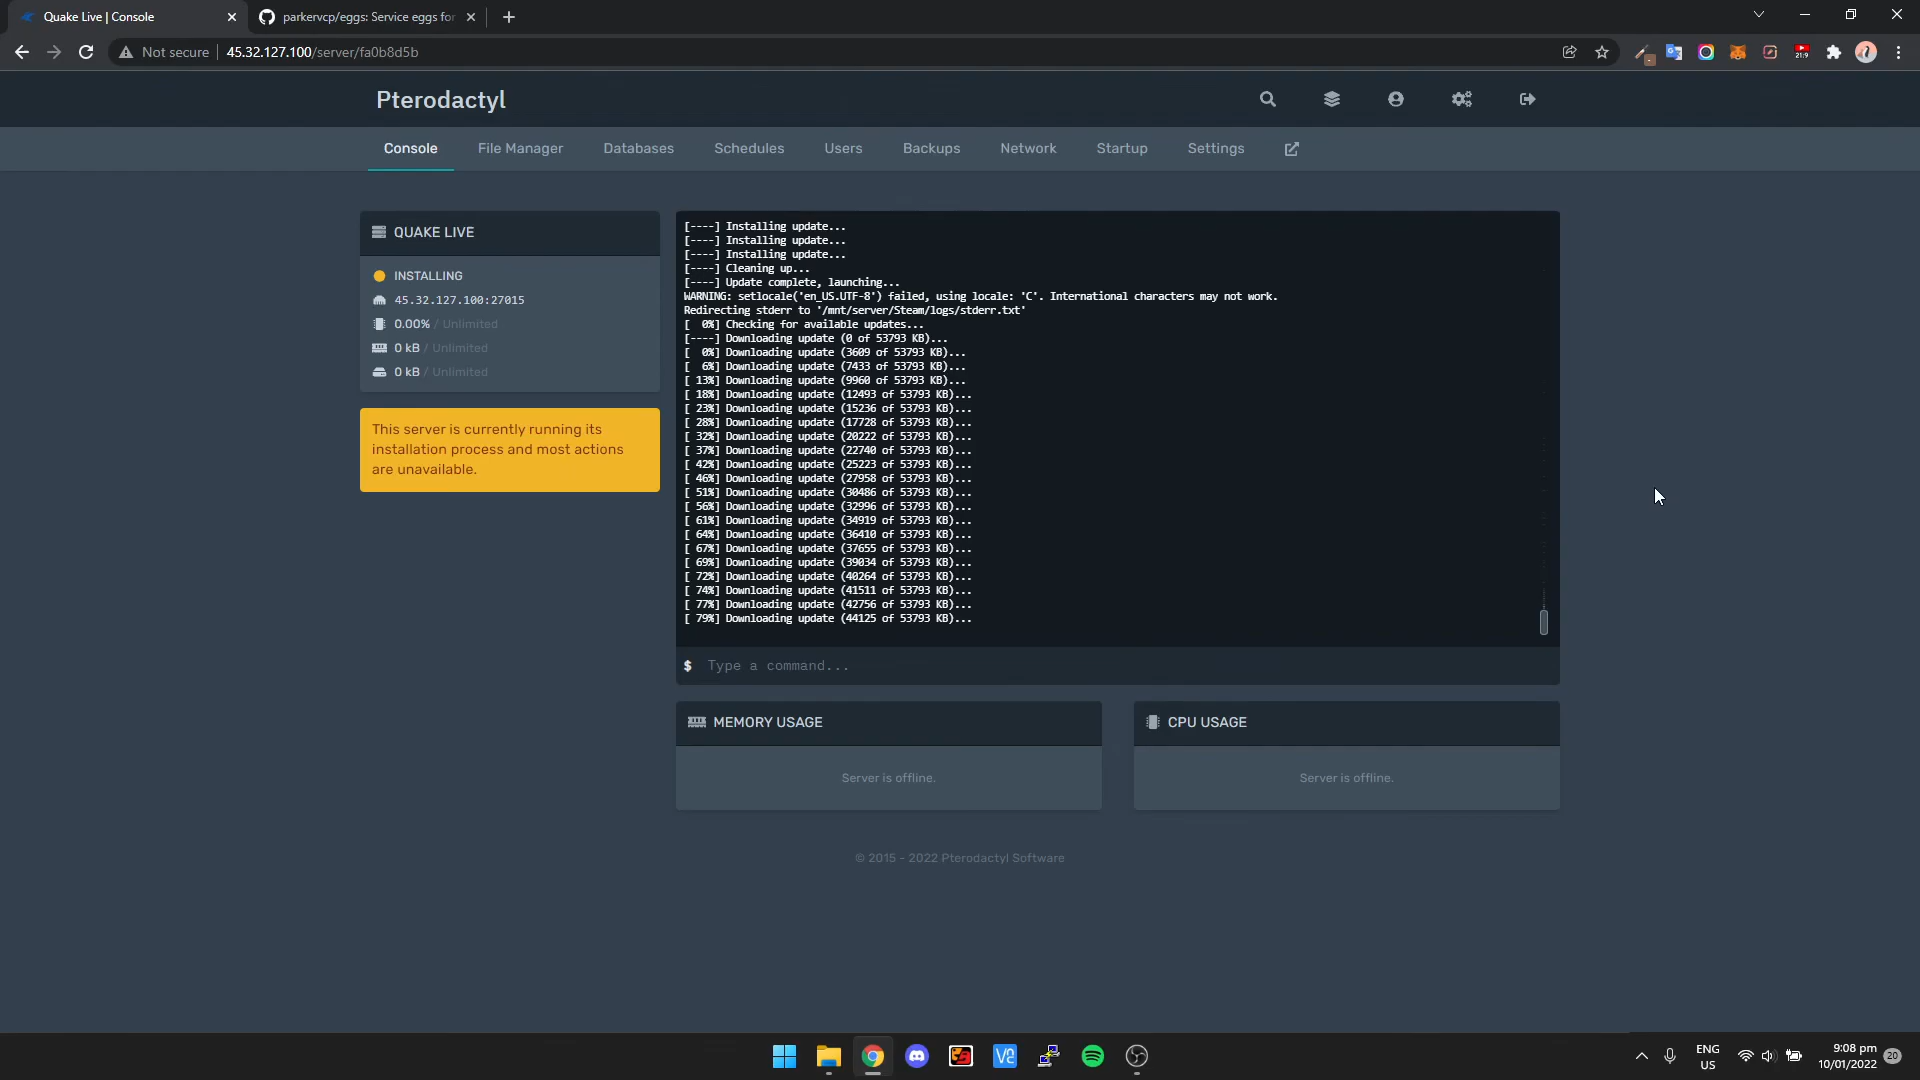 Quake Live | Console
parkervcp/eggs: Service eggs for
Not secure
45.32.127.100/server/fa0b8d5b
21:9
Pterodactyl
Console
File Manager
Databases
Schedules
Users
Backups
Network
Startup
Settings
QUAKE LIVE
INSTALLING
45.32.127.100:27015
0.00% / Unlimited
0 kB / Unlimited
0 kB / Unlimited
This server is currently running its
installation process and most actions
are unavailable.
[----] Installing update...
[----] Installing update...
[----] Installing update...
[----] Cleaning up...
[----] Update complete, launching...
WARNING: setlocale('en_US.UTF-8') failed, using locale: 'C'. International characters may not work.
Redirecting stderr to '/mnt/server/Steam/logs/stderr.txt'
[  0%] Checking for available updates...
[----] Downloading update (0 of 53793 KB)...
[  0%] Downloading update (3609 of 53793 KB)...
[  6%] Downloading update (7433 of 53793 KB)...
[ 13%] Downloading update (9960 of 53793 KB)...
[ 18%] Downloading update (12493 of 53793 KB)...
[ 23%] Downloading update (15236 of 53793 KB)...
[ 28%] Downloading update (17728 of 53793 KB)...
[ 32%] Downloading update (20222 of 53793 KB)...
[ 37%] Downloading update (22740 of 53793 KB)...
[ 42%] Downloading update (25223 of 53793 KB)...
[ 46%] Downloading update (27958 of 53793 KB)...
[ 51%] Downloading update (30486 of 53793 KB)...
[ 56%] Downloading update (32996 of 53793 KB)...
[ 61%] Downloading update (34919 of 53793 KB)...
[ 64%] Downloading update (36410 of 53793 KB)...
[ 67%] Downloading update (37655 of 53793 KB)...
[ 69%] Downloading update (39034 of 53793 KB)...
[ 72%] Downloading update (40264 of 53793 KB)...
[ 74%] Downloading update (41511 of 53793 KB)...
[ 77%] Downloading update (42756 of 53793 KB)...
[ 79%] Downloading update (44125 of 53793 KB)...
$ Type a command...
MEMORY USAGE
Server is offline.
CPU USAGE
Server is offline.
© 2015 - 2022 Pterodactyl Software
ENG
US
9:08 pm
10/01/2022
20